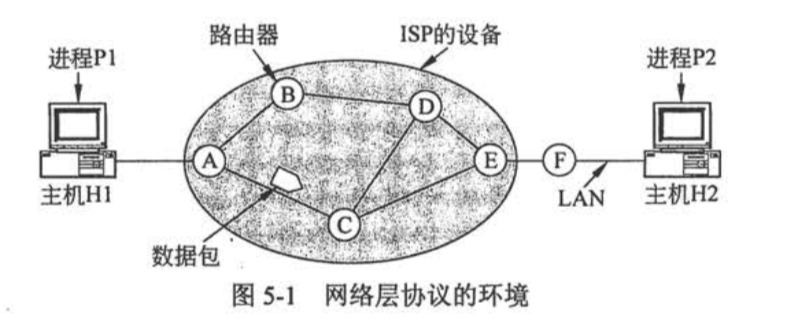 路由器
ISP的设备
进程P1
进程P2
B
D
A
E
F
C
LAN
主机H1
主机H2
数据包
图 5-1 网络层协议的环境